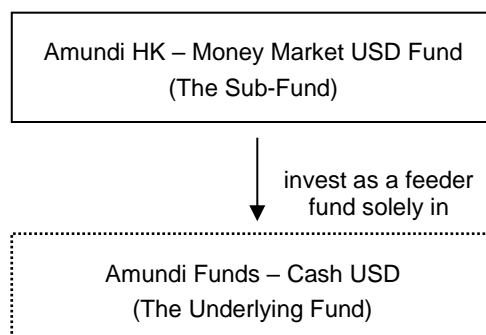 Amundi HK – Money Market USD Fund
(The Sub-Fund)
invest as a feeder
fund solely in
Amundi Funds – Cash USD
(The Underlying Fund)